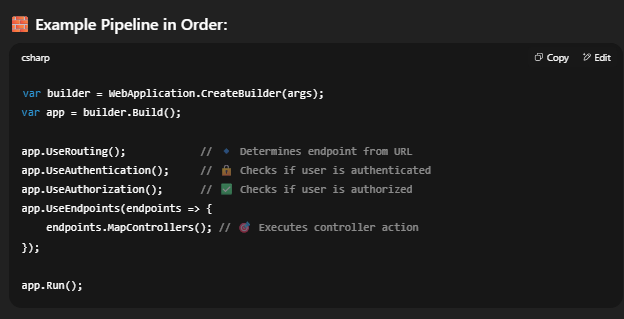 🧱 Example Pipeline in Order:
csharp Copy Edit
var builder = WebApplication.CreateBuilder(args);
var app = builder.Build();
app.UseRouting(); // 🔹 Determines endpoint from URL
app.UseAuthentication(); // 🔒 Checks if user is authenticated
app.UseAuthorization(); // ✅ Checks if user is authorized
app.UseEndpoints(endpoints => {
endpoints.MapControllers(); // 🎯 Executes controller action
});
app.Run();